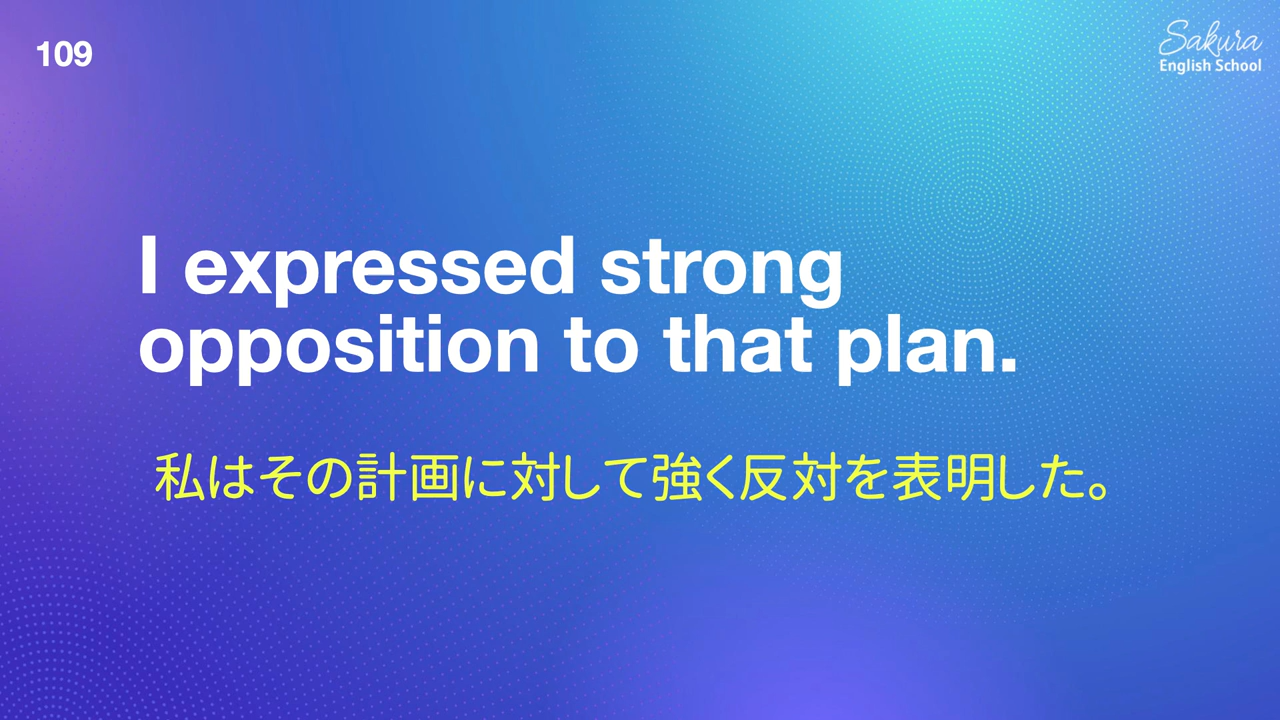 109
Sakura
English School
I expressed strong
opposition to that plan.
私はその計画に対して強く反対を表明した。